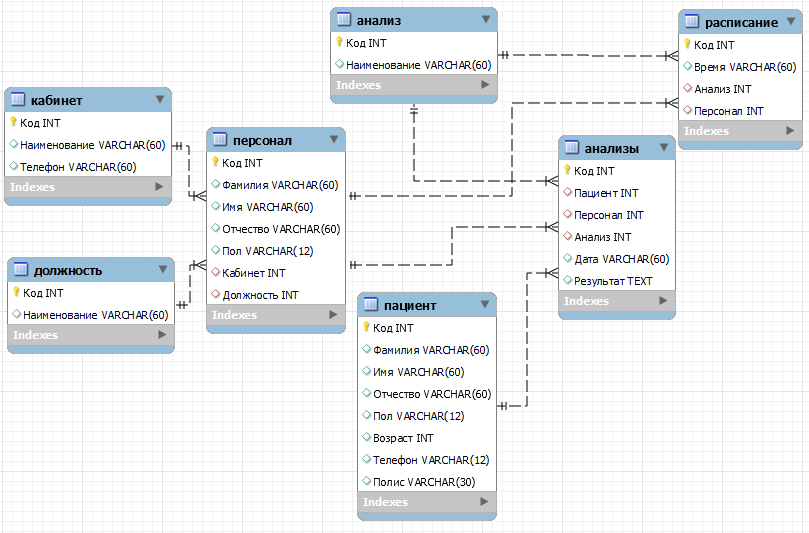 анализ
Код INT
Наименование VARCHAR(60)
Indexes
расписание
Код INT
Время VARCHAR(60)
Анализ INT
Персонал INT
Indexes
кабинет
Код INT
Наименование VARCHAR(60)
Телефон VARCHAR(60)
Indexes
персонал
Код INT
Фамилия VARCHAR(60)
Имя VARCHAR(60)
Отчество VARCHAR(60)
Пол VARCHAR(12)
Кабинет INT
Должность INT
Indexes
анализы
Код INT
Пациент INT
Персонал INT
Анализ INT
Дата VARCHAR(60)
Результат TEXT
Indexes
должность
Код INT
Наименование VARCHAR(60)
Indexes
пациент
Код INT
Фамилия VARCHAR(60)
Имя VARCHAR(60)
Отчество VARCHAR(60)
Пол VARCHAR(12)
Возраст INT
Телефон VARCHAR(12)
Полис VARCHAR(30)
Indexes